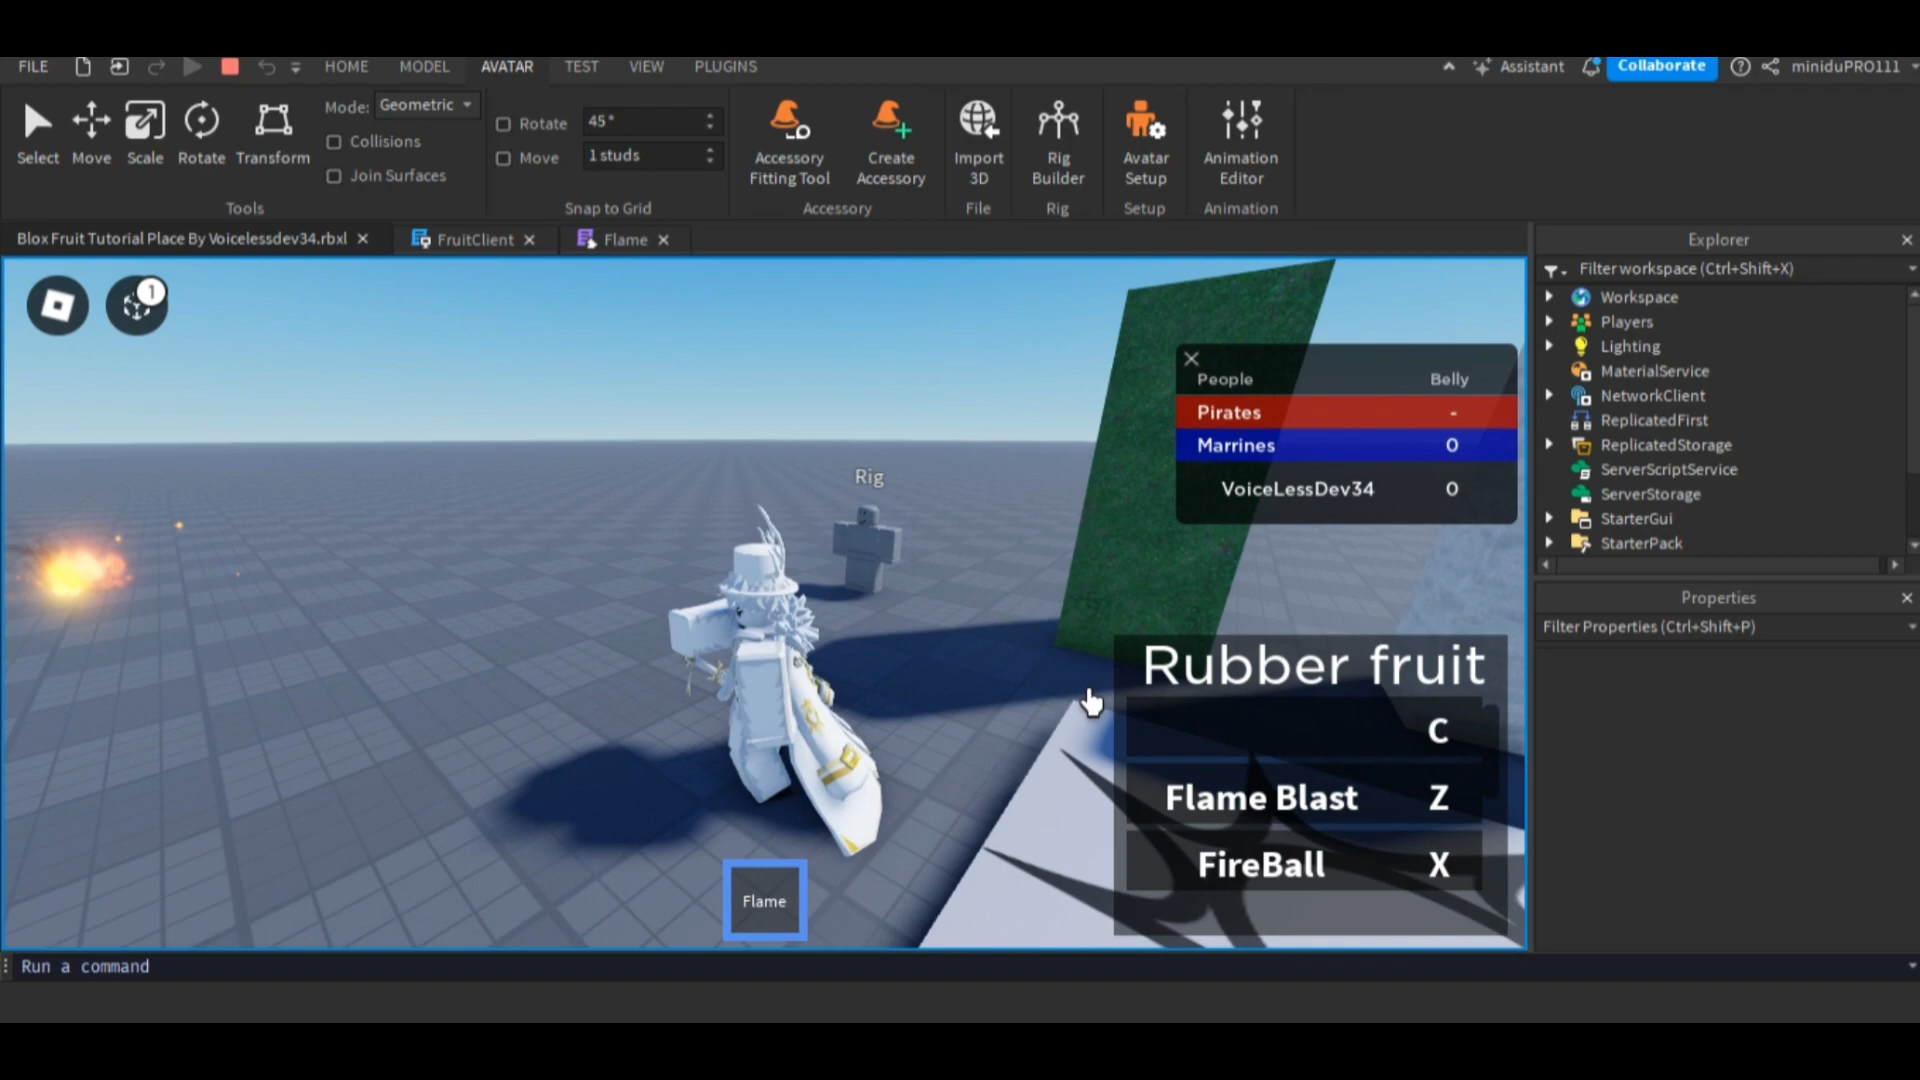 FILE HOME MODEL AVATAR TEST VIEW PLUGINS Assistant Collaborate miniduPRO111
Select Move Scale Rotate Transform
Mode: Geometric
Collisions
Join Surfaces
Tools
Rotate 45°
Move 1 studs
Snap to Grid
Accessory Fitting Tool
Create Accessory
Accessory
Import 3D
File
Rig Builder
Rig
Avatar Setup
Setup
Animation Editor
Animation
Blox Fruit Tutorial Place By Voicelessdev34.rbxl FruitClient Flame
1
Rig
People Belly
Pirates -
Marrines 0
VoiceLessDev34 0
Rubber fruit
C
Flame Blast Z
FireBall X
Flame
Explorer
Filter workspace (Ctrl+Shift+X)
Workspace
Players
Lighting
MaterialService
NetworkClient
ReplicatedFirst
ReplicatedStorage
ServerScriptService
ServerStorage
StarterGui
StarterPack
Properties
Filter Properties (Ctrl+Shift+P)
Run a command